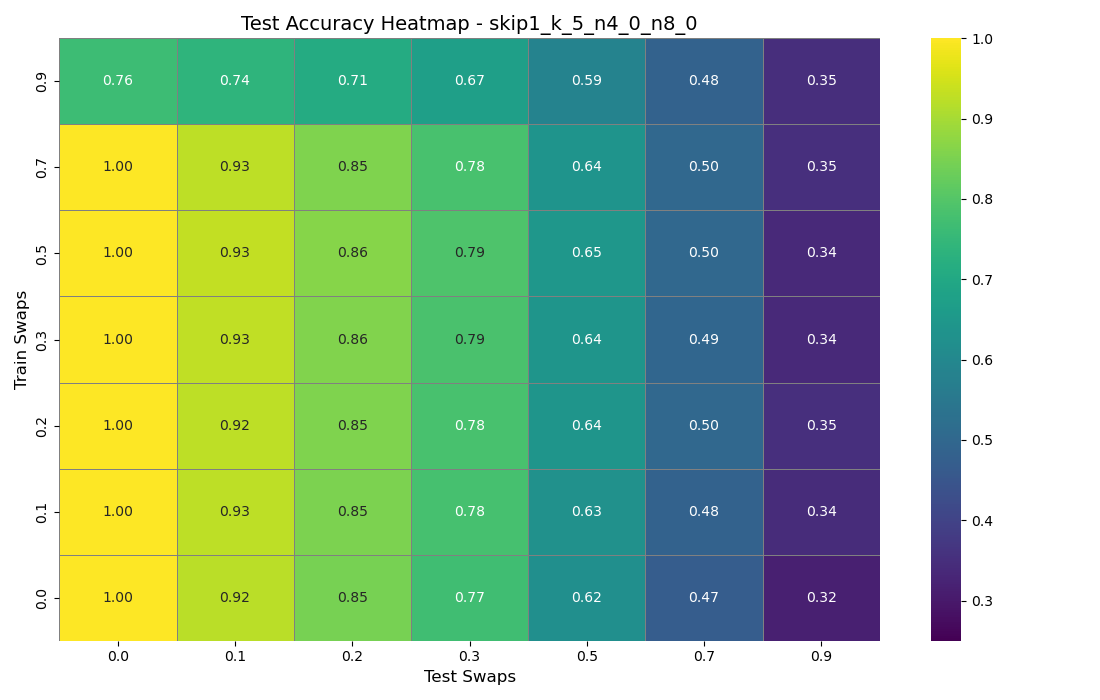 Test Accuracy Heatmap - skip1_k_5_n4_0_n8_0
Train Swaps
0.9 0.76 0.74 0.71 0.67 0.59 0.48 0.35
0.7 1.00 0.93 0.85 0.78 0.64 0.50 0.35
0.5 1.00 0.93 0.86 0.79 0.65 0.50 0.34
0.3 1.00 0.93 0.86 0.79 0.64 0.49 0.34
0.2 1.00 0.92 0.85 0.78 0.64 0.50 0.35
0.1 1.00 0.93 0.85 0.78 0.63 0.48 0.34
0.0 1.00 0.92 0.85 0.77 0.62 0.47 0.32
0.0 0.1 0.2 0.3 0.5 0.7 0.9
Test Swaps
1.0
0.9
0.8
0.7
0.6
0.5
0.4
0.3